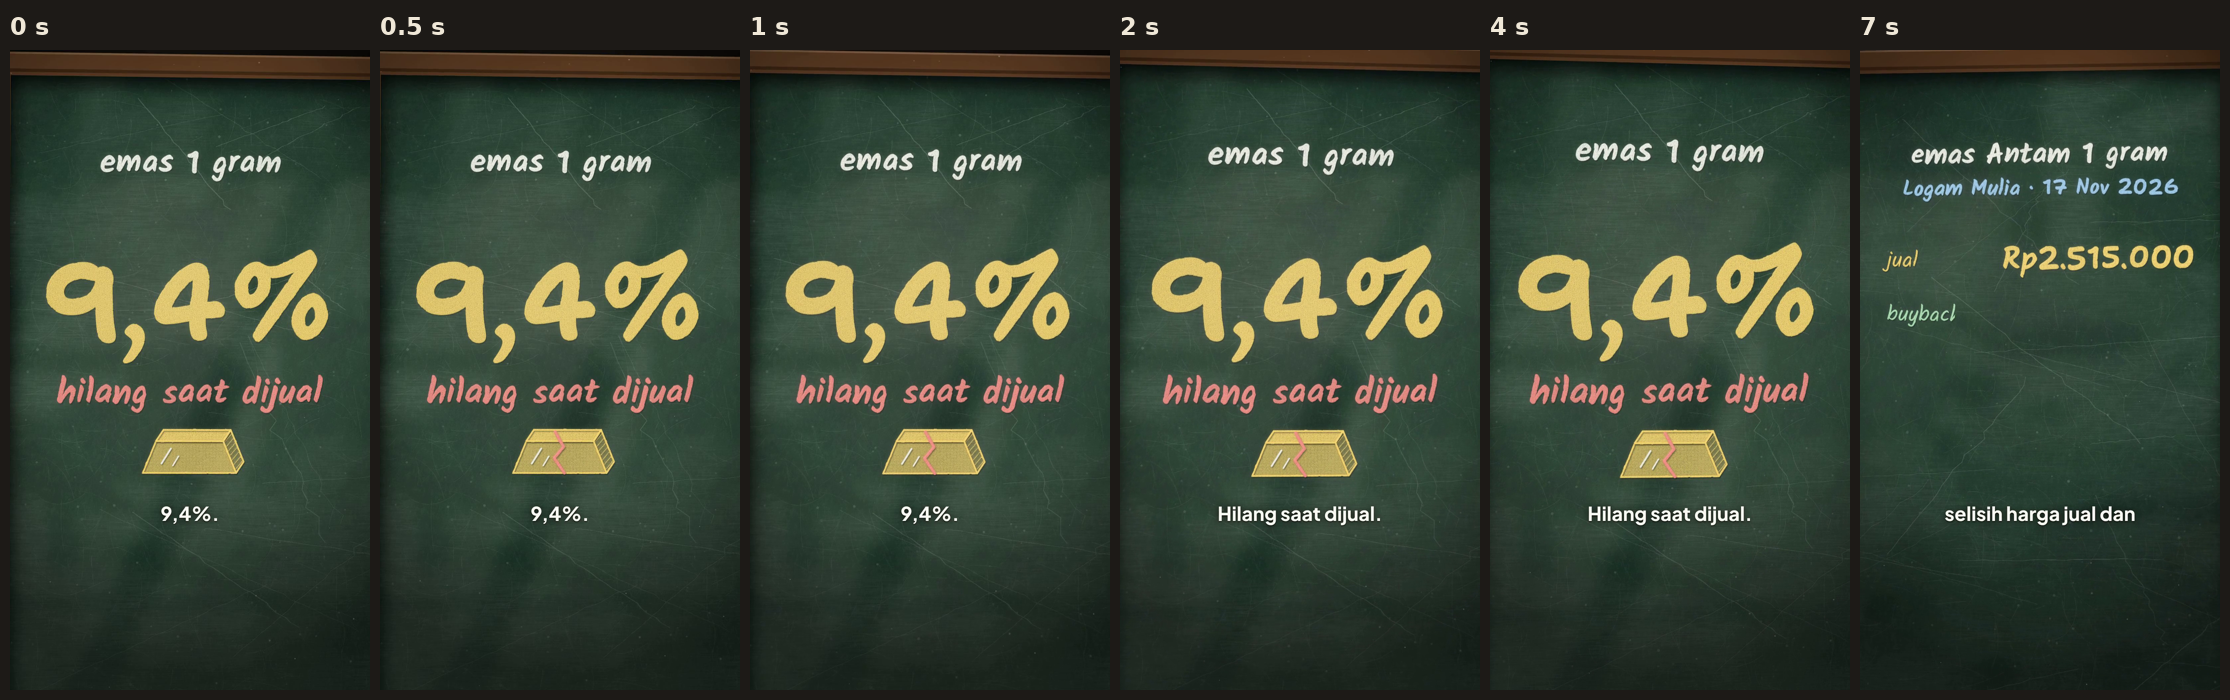 0 s
emas 1 gram
9,4%
hilang saat dijual
9,4%.
0.5 s
emas 1 gram
9,4%
hilang saat dijual
9,4%.
1 s
emas 1 gram
9,4%
hilang saat dijual
9,4%.
2 s
emas 1 gram
9,4%
hilang saat dijual
Hilang saat dijual.
4 s
emas 1 gram
9,4%
hilang saat dijual
Hilang saat dijual.
7 s
emas Antam 1 gram
Logam Mulia · 17 Nov 2026
jual Rp2.515.000
buybacl
selisih harga jual dan